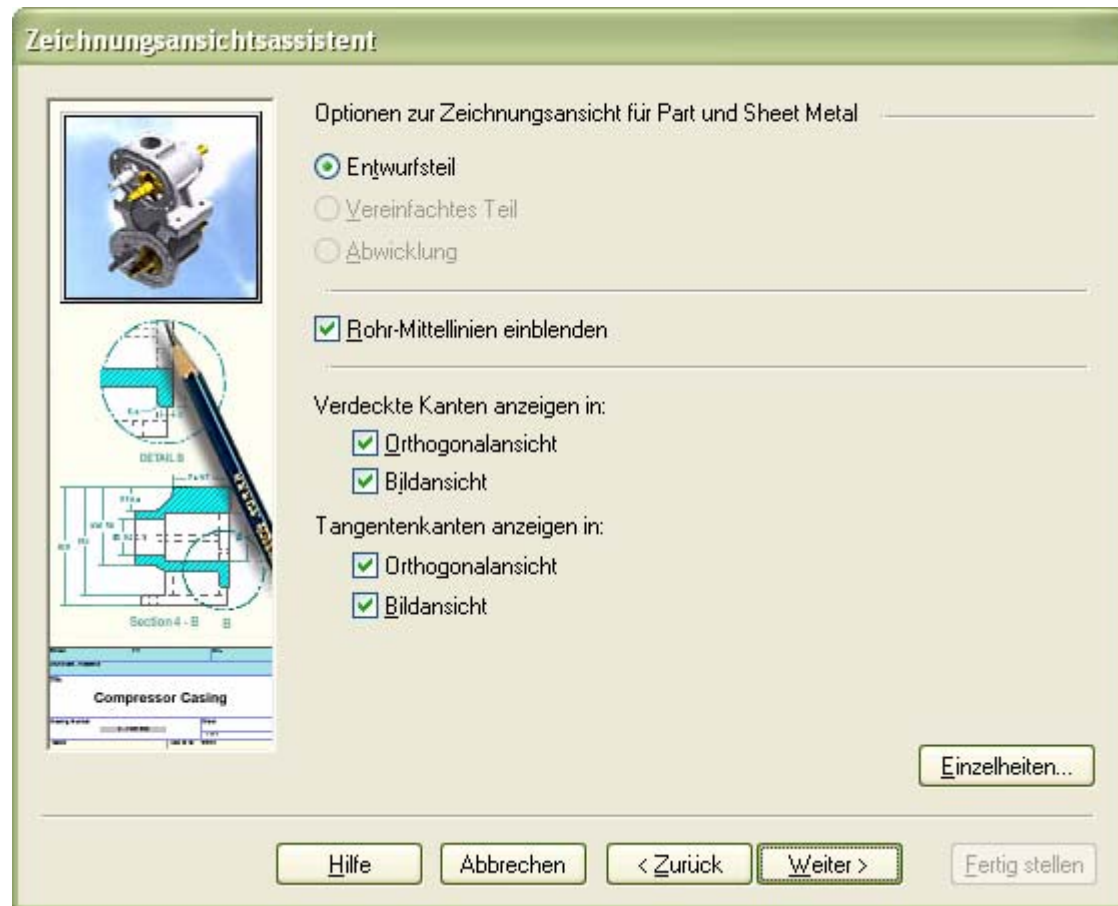 Zeichnungsansichtsassistent
Optionen zur Zeichnungsansicht für Part und Sheet Metal
Entwurfsteil
Vereinfachtes Teil
Abwicklung
Rohr-Mittellinien einblenden
Verdeckte Kanten anzeigen in:
Orthogonalansicht
Bildansicht
Tangentenkanten anzeigen in:
Orthogonalansicht
Bildansicht
DETAIL B
Section 4 - B B
Compressor Casing
Einzelheiten...
Hilfe Abbrechen < Zurück Weiter > Fertig stellen